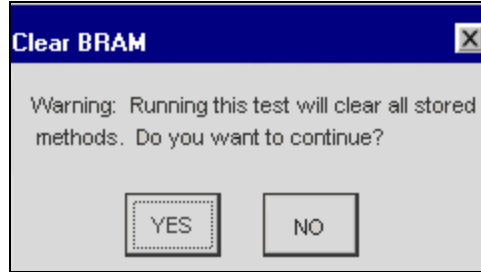 Clear BRAM
Warning: Running this test will clear all stored
methods. Do you want to continue?
YES NO